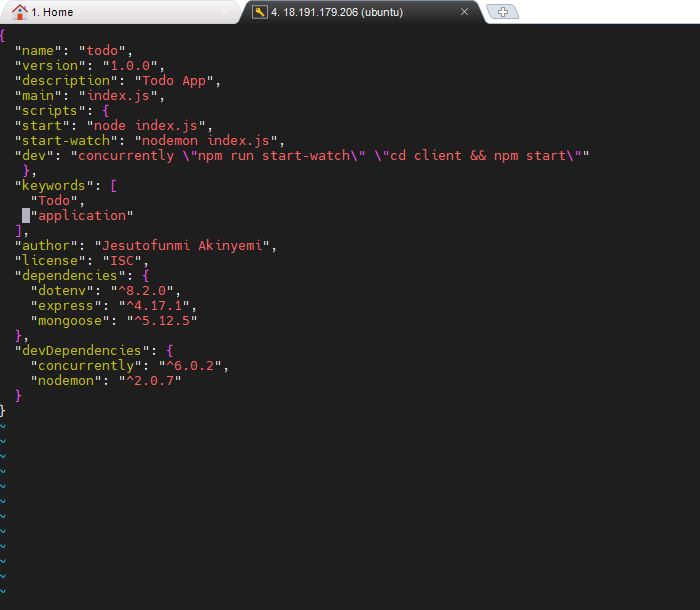 1. Home
4. 18.191.179.206 (ubuntu)
{
  "name": "todo",
  "version": "1.0.0",
  "description": "Todo App",
  "main": "index.js",
  "scripts": {
  "start": "node index.js",
  "start-watch": "nodemon index.js",
  "dev": "concurrently \"npm run start-watch\" \"cd client && npm start\""
   },
  "keywords": [
    "Todo",
    "application"
  ],
  "author": "Jesutofunmi Akinyemi",
  "license": "ISC",
  "dependencies": {
    "dotenv": "^8.2.0",
    "express": "^4.17.1",
    "mongoose": "^5.12.5"
  },
  "devDependencies": {
    "concurrently": "^6.0.2",
    "nodemon": "^2.0.7"
  }
}
~
~
~
~
~
~
~
~
~
~
~
~